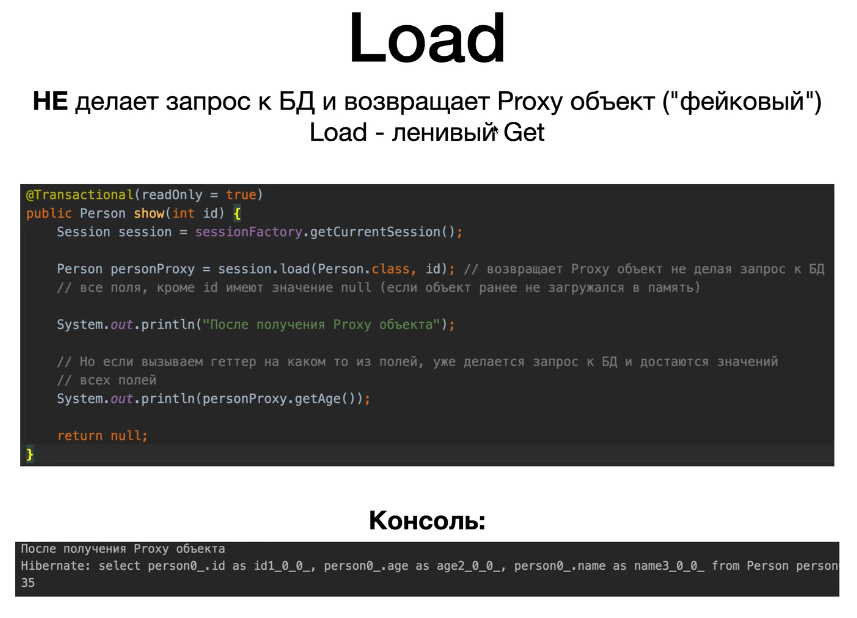 Load
НЕ делает запрос к БД и возвращает Proxy объект ("фейковый")
Load - ленивый Get
@Transactional(readOnly = true)
public Person show(int id) {
Session session = sessionFactory.getCurrentSession();
Person personProxy = session.load(Person.class, id); // возвращает Proxy объект не делая запрос к БД
// все поля, кроме id имеют значение null (если объект ранее не загружался в память)
System.out.println("После получения Proxy объекта");
// Но если вызываем геттер на каком то из полей, уже делается запрос к БД и достаются значений
// всех полей
System.out.println(personProxy.getAge());
return null;
}
Консоль:
После получения Proxy объекта
Hibernate: select person0_.id as id1_0_0_, person0_.age as age2_0_0_, person0_.name as name3_0_0_ from Person person
35